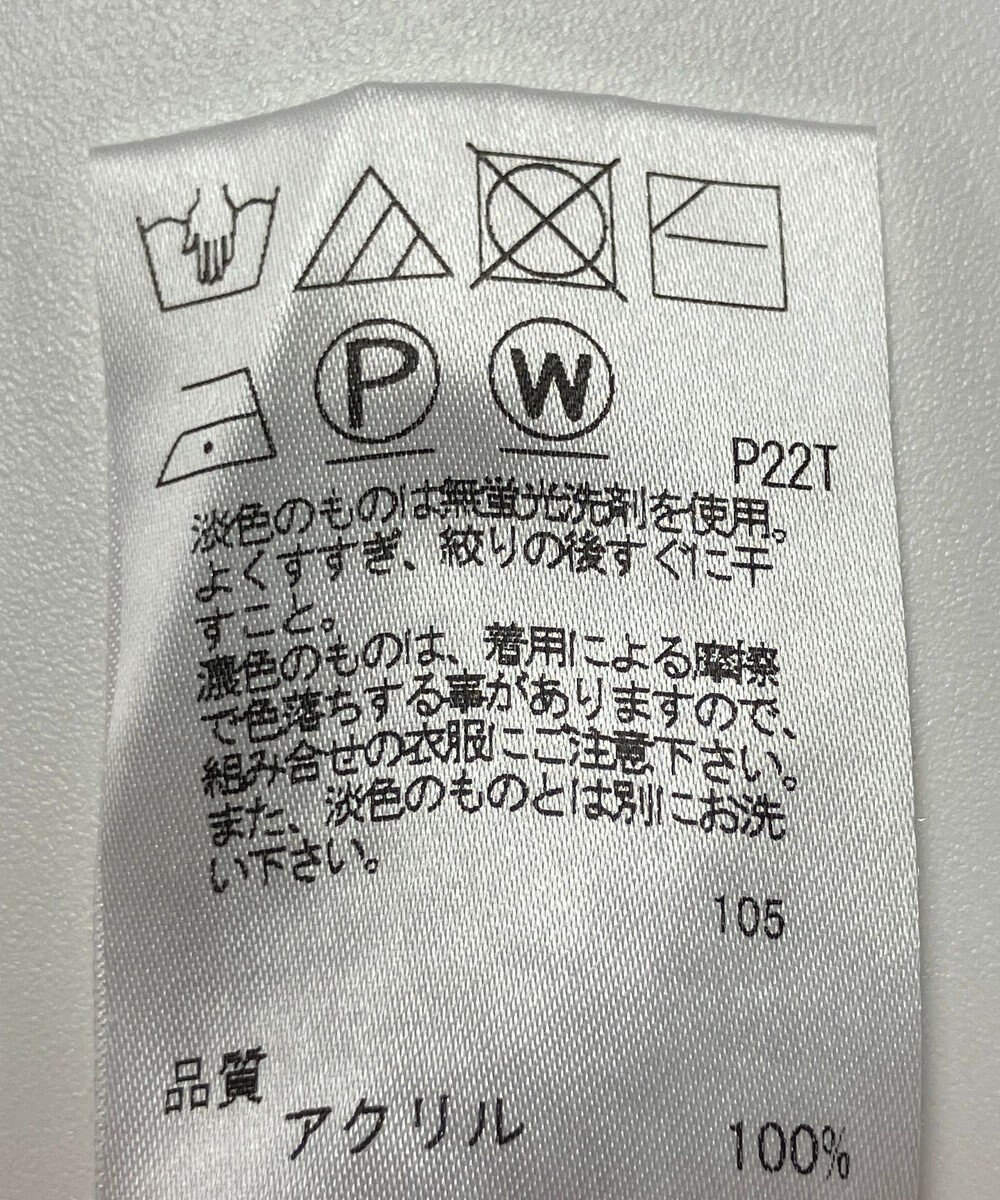 P W
P22T
淡色のものは無蛍光洗剤を使用。
よくすすぎ、絞りの後すぐに干
すこと。
濃色のものは、着用による摩擦
で色落ちする事がありますので、
組み合せの衣服にご注意下さい。
また、淡色のものとは別にお洗
い下さい。
105
品質
アクリル 100%